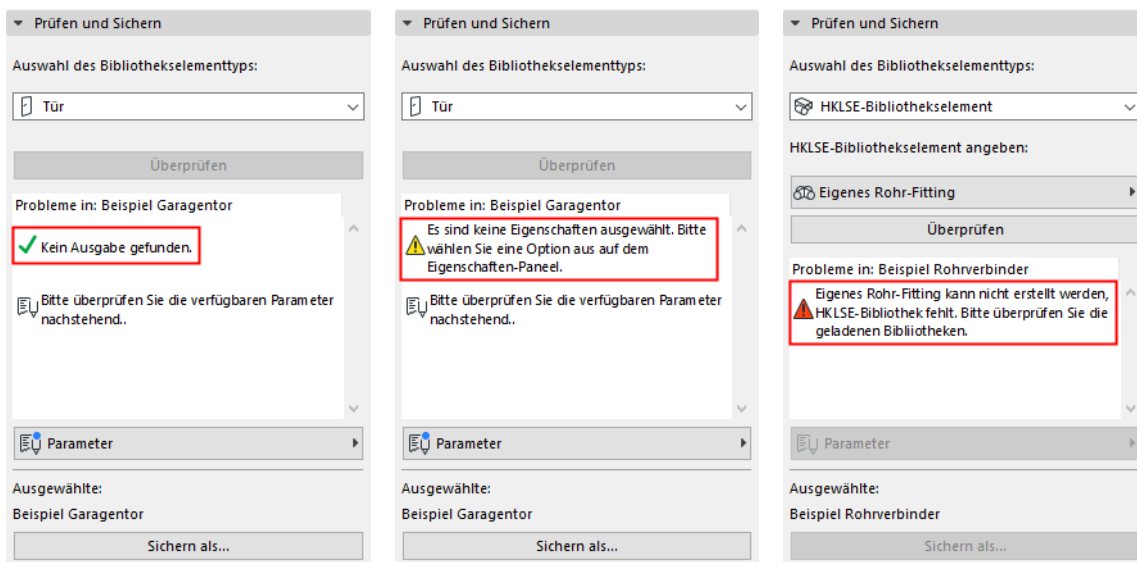 Prüfen und Sichern
Auswahl des Bibliothekselementtyps:
Tür
Überprüfen
Probleme in: Beispiel Garagentor
Kein Ausgabe gefunden.
Bitte überprüfen Sie die verfügbaren Parameter
nachstehend..
Parameter
Ausgewählte:
Beispiel Garagentor
Sichern als...
Prüfen und Sichern
Auswahl des Bibliothekselementtyps:
Tür
Überprüfen
Probleme in: Beispiel Garagentor
Es sind keine Eigenschaften ausgewählt. Bitte
wählen Sie eine Option aus auf dem
Eigenschaften-Paneel.
Bitte überprüfen Sie die verfügbaren Parameter
nachstehend..
Parameter
Ausgewählte:
Beispiel Garagentor
Sichern als...
Prüfen und Sichern
Auswahl des Bibliothekselementtyps:
HKLSE-Bibliothekselement
HKLSE-Bibliothekselement angeben:
Eigenes Rohr-Fitting
Überprüfen
Probleme in: Beispiel Rohrverbinder
Eigenes Rohr-Fitting kann nicht erstellt werden,
HKLSE-Bibliothek fehlt. Bitte überprüfen Sie die
geladenen Bibliiotheken.
Parameter
Ausgewählte:
Beispiel Rohrverbinder
Sichern als...